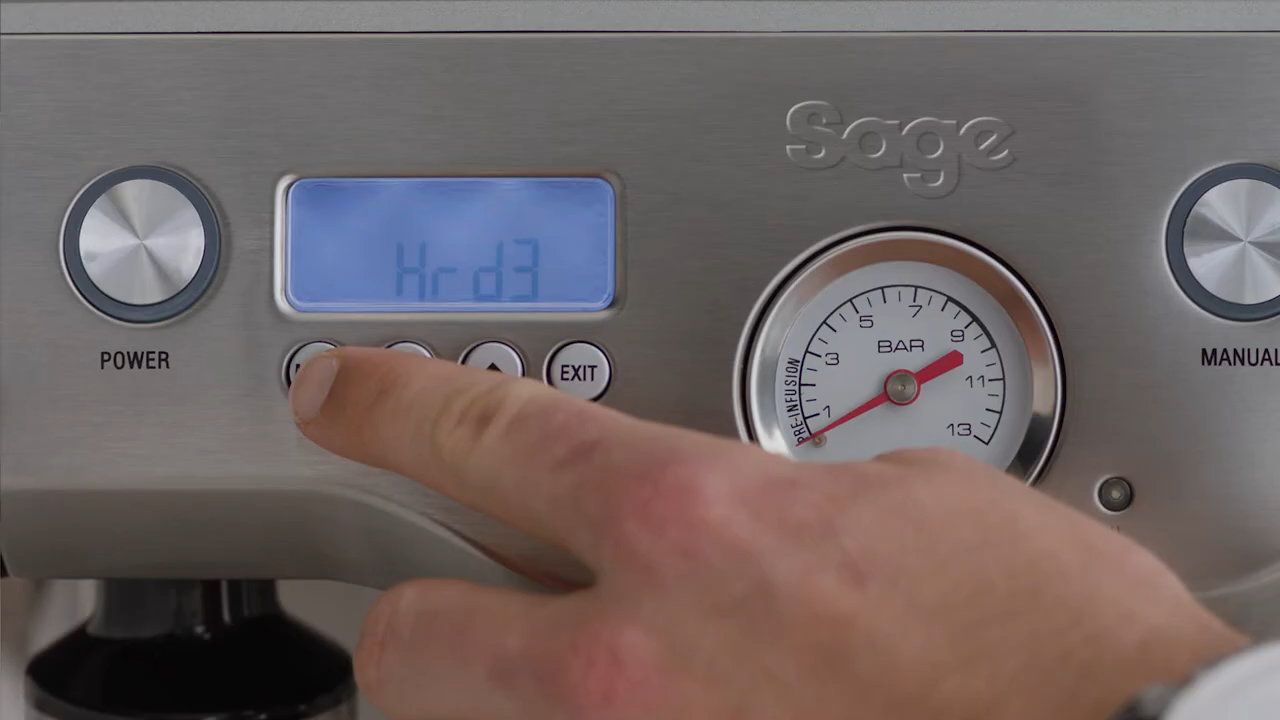 Sage
Hrd3
POWER
EXIT
MANUAL
BAR
PRE-INFUSION
1
3
5
7
9
11
13